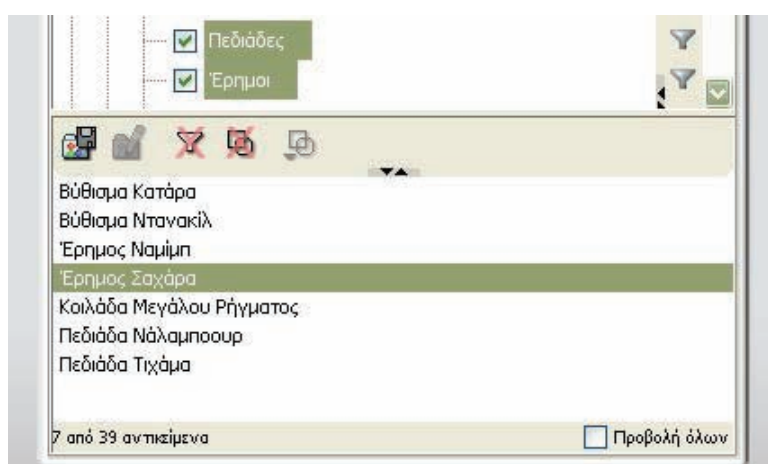 Πεδιάδες
Έρημοι
Βύθισμα Κατάρα
Βύθισμα Ντανακίλ
Έρημος Ναμίμπ
Έρημος Σαχάρα
Κοιλάδα Μεγάλου Ρήγματος
Πεδιάδα Νάλαμποουρ
Πεδιάδα Τιχάμα
7 από 39 αντικείμενα Προβολή όλων